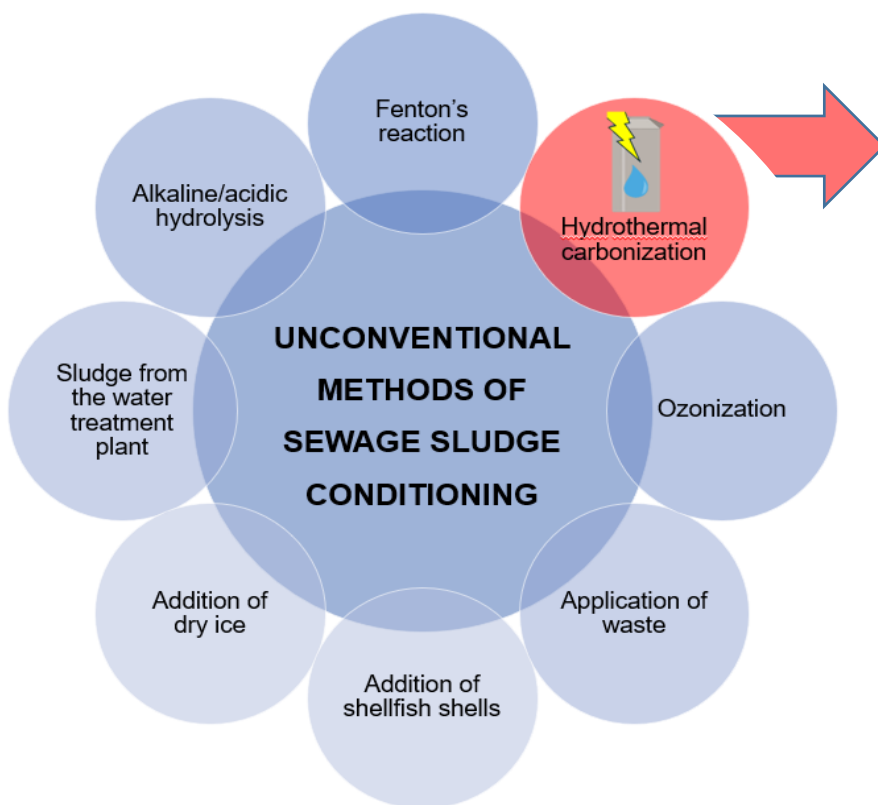 Fenton's
reaction
Hydrothermal
carbonization
Ozonization
Application of
waste
Addition of
shellfish shells
Addition of
dry ice
Sludge from
the water
treatment
plant
Alkaline/acidic
hydrolysis
UNCONVENTIONAL
METHODS OF
SEWAGE SLUDGE
CONDITIONING